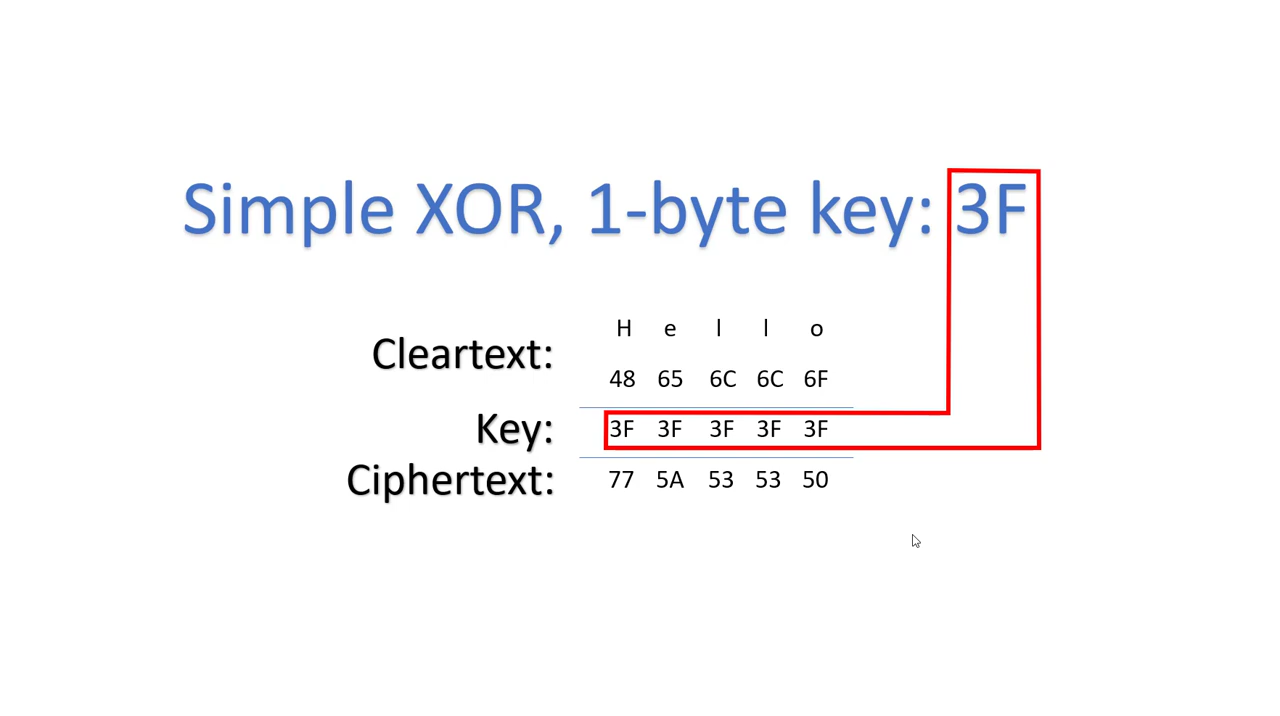 Simple XOR, 1-byte key: 3F
H e l l o
Cleartext:
48 65 6C 6C 6F
Key: 3F 3F 3F 3F 3F
Ciphertext: 77 5A 53 53 50